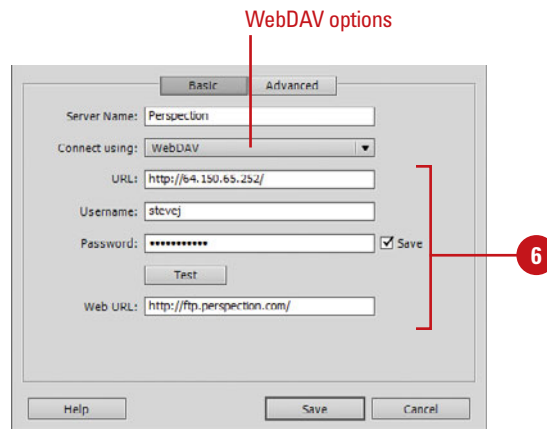 WebDAV options
Basic
Advanced
Server Name: Perspection
Connect using: WebDAV
URL: http://64.150.65.252/
Username: stevej
Password: •••••••••••
Save
6
Test
Web URL: http://ftp.perspection.com/
Help
Save
Cancel